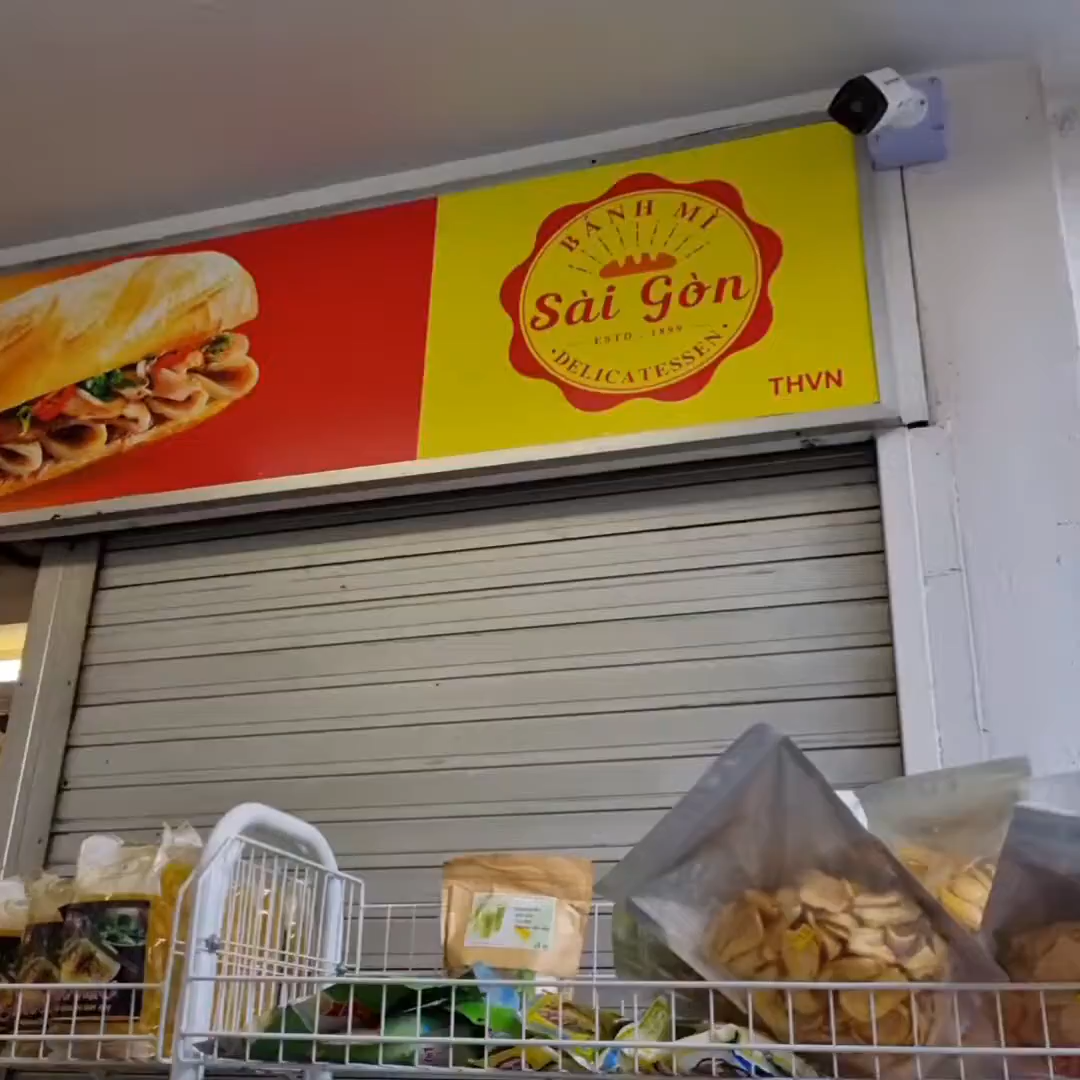 BÁNH MÌ
Sài Gòn
ESTD . 1999
DELICATESSEN
THVN